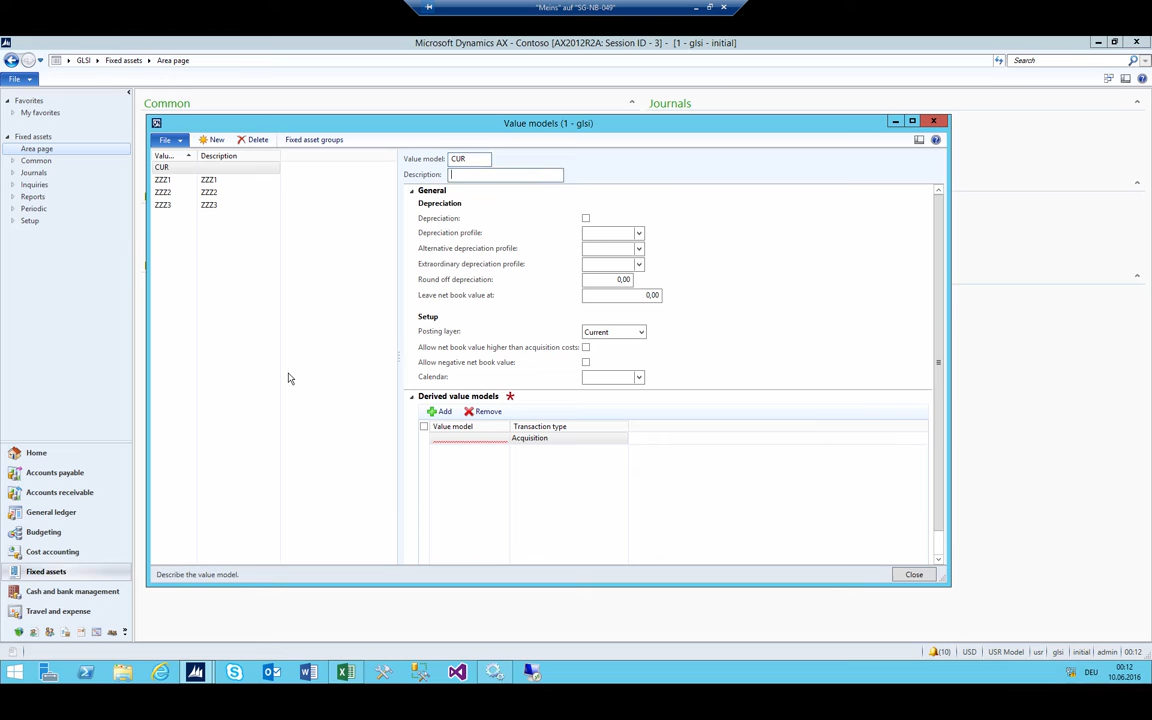 "Meins" auf "SG-NB-049"
Microsoft Dynamics AX - Contoso [AX2012R2A: Session ID - 3] - [1 - glsi - initial]
GLSI Fixed assets Area page
Search
File
Favorites
My favorites
Fixed assets
Area page
Common
Journals
Inquiries
Reports
Periodic
Setup
Home
Accounts payable
Accounts receivable
General ledger
Budgeting
Cost accounting
Fixed assets
Cash and bank management
Travel and expense
Common
Journals
Value models (1 - glsi)
File New Delete Fixed asset groups
Valu... Description
CUR
ZZZ1 ZZZ1
ZZZ2 ZZZ2
ZZZ3 ZZZ3
Value model: CUR
Description:
General
Depreciation
Depreciation:
Depreciation profile:
Alternative depreciation profile:
Extraordinary depreciation profile:
Round off depreciation: 0,00
Leave net book value at: 0,00
Setup
Posting layer: Current
Allow net book value higher than acquisition costs:
Allow negative net book value:
Calendar:
Derived value models *
Add Remove
Value model Transaction type
Acquisition
Describe the value model.
Close
(10) USD USR Model usr glsi initial admin 00:12
DEU
00:12
10.06.2016